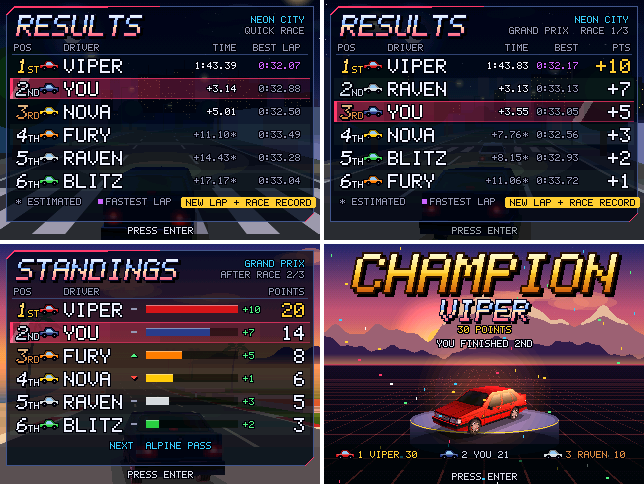 RESULTS
NEON CITY
QUICK RACE
POS DRIVER TIME BEST LAP
1ST VIPER 1:43.39 0:32.07
2ND YOU +3.14 0:32.88
3RD NOVA +5.01 0:32.50
4TH FURY +11.10* 0:33.49
5TH RAVEN +14.43* 0:33.28
6TH BLITZ +17.17* 0:33.04
* ESTIMATED FASTEST LAP NEW LAP + RACE RECORD
PRESS ENTER
RESULTS
NEON CITY
GRAND PRIX RACE 1/3
POS DRIVER TIME BEST PTS
1ST VIPER 1:43.83 0:32.17 +10
2ND RAVEN +3.13 0:33.13 +7
3RD YOU +3.55 0:33.05 +5
4TH NOVA +7.76* 0:32.56 +3
5TH BLITZ +8.15* 0:32.93 +2
6TH FURY +11.06* 0:33.72 +1
* ESTIMATED FASTEST LAP NEW LAP + RACE RECORD
PRESS ENTER
STANDINGS
GRAND PRIX
AFTER RACE 2/3
POS DRIVER POINTS
1ST VIPER +10 20
2ND YOU +7 14
3RD FURY +5 8
4TH NOVA +1 6
5TH RAVEN +3 5
6TH BLITZ +2 3
NEXT ALPINE PASS
PRESS ENTER
CHAMPION
VIPER
30 POINTS
YOU FINISHED 2ND
1 VIPER 30 2 YOU 21 3 RAVEN 10
PRESS ENTER